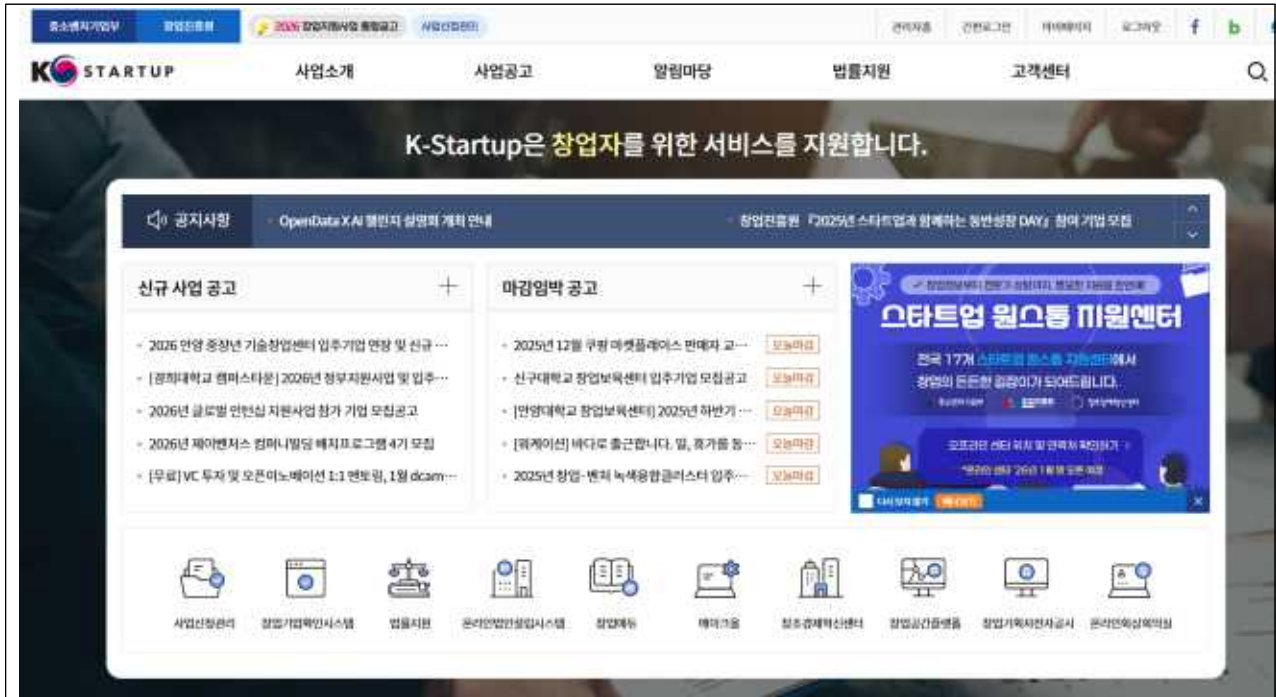 중소벤처기업부 창업진흥원 2026 창업지원사업 통합공고 사업신청관리 로그아웃 f b
K STARTUP 사업소개 사업공고 알림마당 법률지원 고객센터
K-Startup은 창업자를 위한 서비스를 지원합니다.
공지사항 OpenData X AI 챌린지 설명회 개최 안내 창업진흥원 『2025년 스타트업과 함께하는 동반성장 DAY』 참여 기업 모집
신규 사업 공고
2026 안양 중장년 기술창업센터 입주기업 연장 및 신규 …
[경희대학교 캠퍼스타운] 2026년 정부지원사업 및 입주…
2026년 글로벌 인턴십 지원사업 참가 기업 모집공고
2026년 제이벤처스 컴퍼니빌딩 배치프로그램 4기 모집
[무료] VC 투자 및 오픈이노베이션 1:1 멘토링, 1월 dcam…
마감임박 공고
2025년 12월 쿠팡 마켓플레이스 판매자 교… 오늘마감
신구대학교 창업보육센터 입주기업 모집공고 오늘마감
[안양대학교 창업보육센터] 2025년 하반기 … 오늘마감
[워케이션] 바다로 출근합니다. 일, 휴가를 동… 오늘마감
2025년 창업·벤처 녹색융합클러스터 입주… 오늘마감
스타트업 원스톱 지원센터
전국 17개 스타트업 원스톱 지원센터에서
창업의 든든한 길잡이가 되어드립니다.
오프라인 센터 위치 및 연락처 확인하기
다시 보지 않기
사업신청관리 창업기업확인시스템 법률지원 온라인법인설립시스템 창업에듀 메이크올 창조경제혁신센터 창업공간플랫폼 창업기획자전자공시 온라인화상회의실